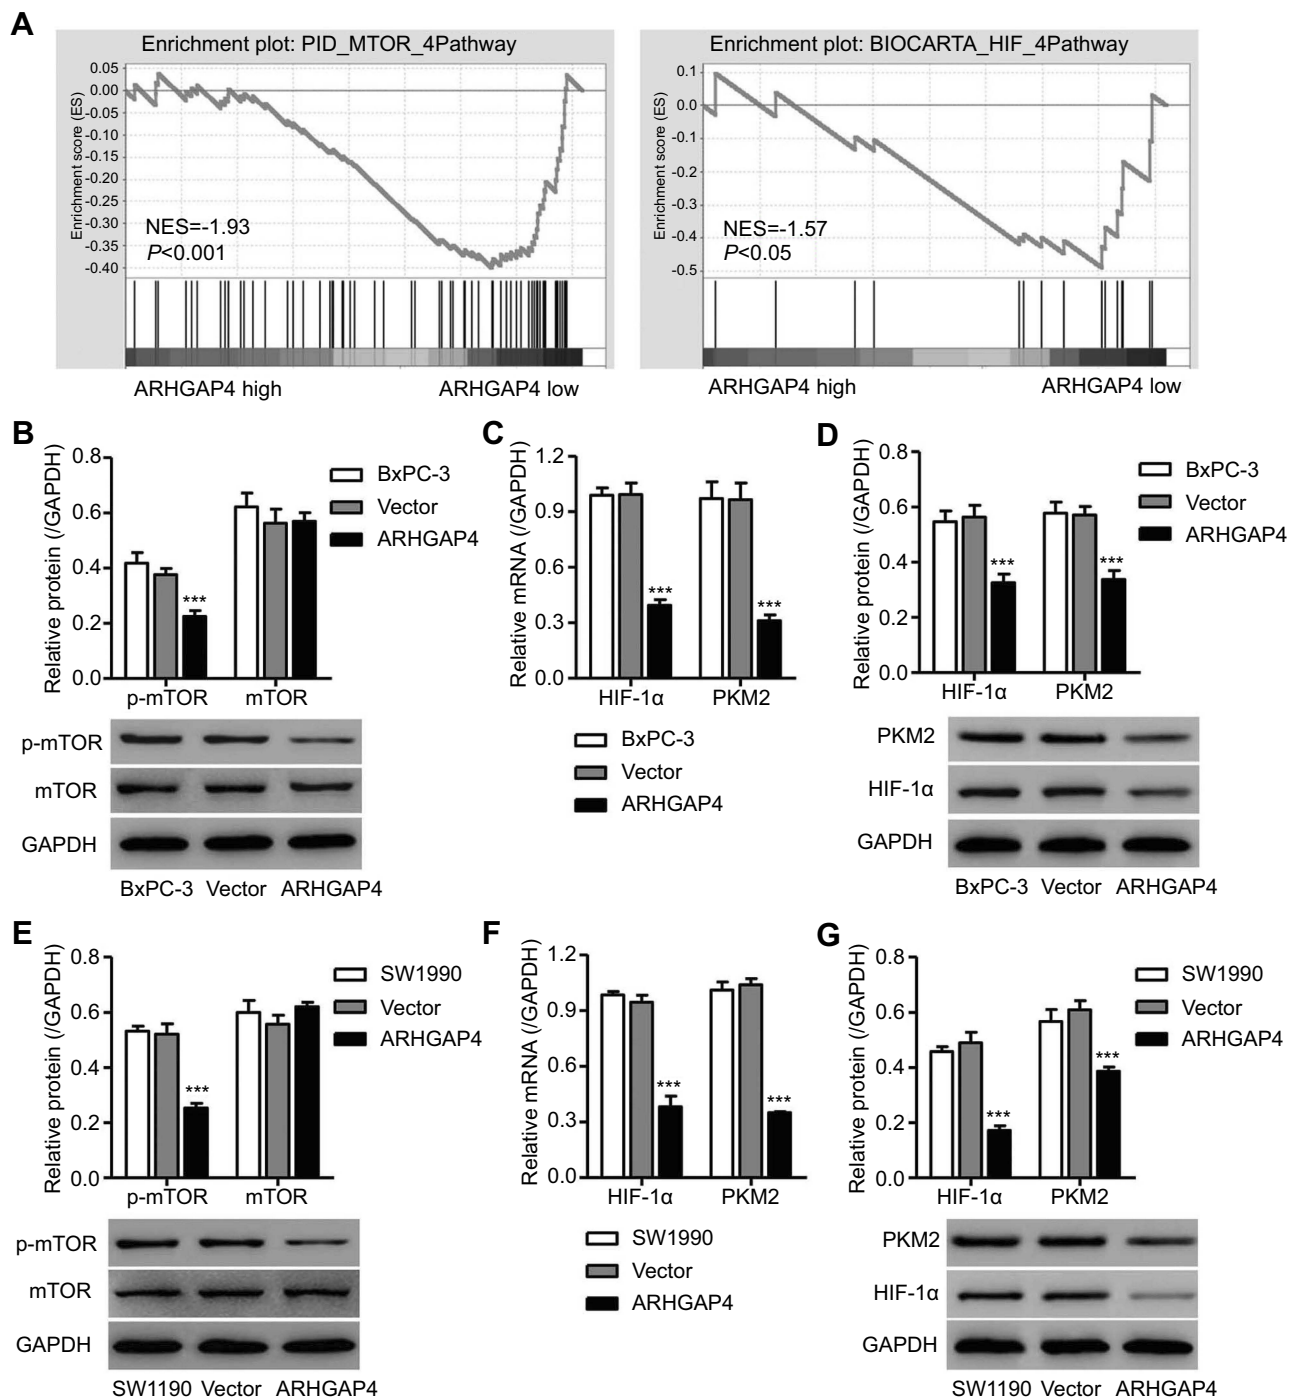 A
Enrichment plot: PID_MTOR_4Pathway
Enrichment score (ES)
0.05
0.00
-0.05
-0.10
-0.15
-0.20
-0.25
-0.30
-0.35
-0.40
NES=-1.93
P<0.001
ARHGAP4 high
ARHGAP4 low
Enrichment plot: BIOCARTA_HIF_4Pathway
Enrichment score (ES)
0.1
0.0
-0.1
-0.2
-0.3
-0.4
-0.5
NES=-1.57
P<0.05
ARHGAP4 high
ARHGAP4 low
B
Relative protein (/GAPDH)
0.8
0.6
0.4
0.2
0.0
***
p-mTOR
mTOR
BxPC-3
Vector
ARHGAP4
p-mTOR
mTOR
GAPDH
BxPC-3 Vector ARHGAP4
C
Relative mRNA (/GAPDH)
1.2
0.9
0.6
0.3
0.0
***
***
HIF-1α
PKM2
BxPC-3
Vector
ARHGAP4
D
Relative protein (/GAPDH)
0.8
0.6
0.4
0.2
0.0
***
***
HIF-1α
PKM2
BxPC-3
Vector
ARHGAP4
PKM2
HIF-1α
GAPDH
BxPC-3 Vector ARHGAP4
E
Relative protein (/GAPDH)
0.8
0.6
0.4
0.2
0.0
***
p-mTOR
mTOR
SW1990
Vector
ARHGAP4
p-mTOR
mTOR
GAPDH
SW1190 Vector ARHGAP4
F
Relative mRNA (/GAPDH)
1.2
0.9
0.6
0.3
0.0
***
***
HIF-1α
PKM2
SW1990
Vector
ARHGAP4
G
Relative protein (/GAPDH)
0.8
0.6
0.4
0.2
0.0
***
***
HIF-1α
PKM2
SW1990
Vector
ARHGAP4
PKM2
HIF-1α
GAPDH
SW1190 Vector ARHGAP4